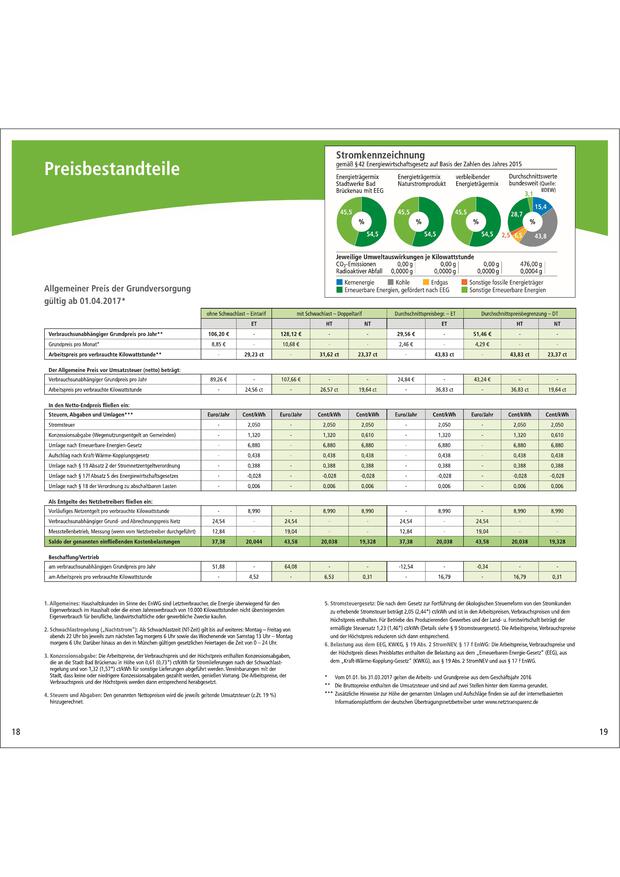 Preisbestandteile
Stromkennzeichnung
gemäß § 42 Energiewirtschaftsgesetz auf Basis der Zahlen des Jahres 2015
Energieträgermix
Stadtwerke Bad
Brückenau mit EEG
Energieträgermix
Naturstromprodukt
verbleibender
Energieträgermix
Durchschnittswerte
bundesweit (Quelle:
BDEW)
45,5 % 54,5
45,5 % 54,5
45,5 % 54,5
3,1 15,4 28,7 % 43,8 2,5 6,5
Jeweilige Umweltauswirkungen je Kilowattstunde
CO₂-Emissionen 0,00 g 0,00 g 0,00 g 476,00 g
Radioaktiver Abfall 0,0000 g 0,0000 g 0,0000 g 0,0004 g
Kernenergie Kohle Erdgas Sonstige fossile Energieträger
Erneuerbare Energien, gefördert nach EEG Sonstige Erneuerbare Energien
Allgemeiner Preis der Grundversorgung
gültig ab 01.04.2017*
ohne Schwachlast – Eintarif mit Schwachlast – Doppeltarif Durchschnittspreisbegr. – ET Durchschnittspreisbegrenzung – DT
ET HT NT ET HT NT
Verbrauchsunabhängiger Grundpreis pro Jahr** 106,20 € - 128,12 € - - 29,56 € - 51,46 € - -
Grundpreis pro Monat* 8,85 € - 10,68 € - - 2,46 € - 4,29 € - -
Arbeitspreis pro verbrauchte Kilowattstunde** - 29,23 ct - 31,62 ct 23,37 ct - 43,83 ct - 43,83 ct 23,37 ct
Der Allgemeine Preis vor Umsatzsteuer (netto) beträgt:
Verbrauchsunabhängiger Grundpreis pro Jahr 89,26 € - 107,66 € - - 24,84 € - 43,24 € - -
Arbeitspreis pro verbrauchte Kilowattstunde - 24,56 ct - 26,57 ct 19,64 ct - 36,83 ct - 36,83 ct 19,64 ct
In den Netto-Endpreis fließen ein:
Steuern, Abgaben und Umlagen*** Euro/Jahr Cent/kWh Euro/Jahr Cent/kWh Cent/kWh Euro/Jahr Cent/kWh Euro/Jahr Cent/kWh Cent/kWh
Stromsteuer - 2,050 - 2,050 2,050 - 2,050 - 2,050 2,050
Konzessionsabgabe (Wegenutzungsentgelt an Gemeinden) - 1,320 - 1,320 0,610 - 1,320 - 1,320 0,610
Umlage nach Erneuerbare-Energien-Gesetz - 6,880 - 6,880 6,880 - 6,880 - 6,880 6,880
Aufschlag nach Kraft-Wärme-Kopplungsgesetz - 0,438 - 0,438 0,438 - 0,438 - 0,438 0,438
Umlage nach § 19 Absatz 2 der Stromnetzentgeltverordnung - 0,388 - 0,388 0,388 - 0,388 - 0,388 0,388
Umlage nach § 17f Absatz 5 des Energiewirtschaftsgesetzes - -0,028 - -0,028 -0,028 - -0,028 - -0,028 -0,028
Umlage nach § 18 der Verordnung zu abschaltbaren Lasten - 0,006 - 0,006 0,006 - 0,006 - 0,006 0,006
Als Entgelte des Netzbetreibers fließen ein:
Vorläufiges Netzentgelt pro verbrauchte Kilowattstunde - 8,990 - 8,990 8,990 - 8,990 - 8,990 8,990
Verbrauchsunabhängiger Grund- und Abrechnungspreis Netz 24,54 - 24,54 - - 24,54 - 24,54 - -
Messstellenbetrieb, Messung (wenn vom Netzbetreiber durchgeführt) 12,84 - 19,04 - - 12,84 - 19,04 - -
Saldo der genannten einfließenden Kostenbelastungen 37,38 20,044 43,58 20,038 19,328 37,38 20,038 43,58 20,038 19,328
Beschaffung/Vertrieb
am verbrauchsunabhängigen Grundpreis pro Jahr 51,88 - 64,08 - - -12,54 - -0,34 - -
am Arbeitspreis pro verbrauchte Kilowattstunde - 4,52 - 6,53 0,31 - 16,79 - 16,79 0,31
1. Allgemeines: Haushaltskunden im Sinne des EnWG sind Letztverbraucher, die Energie überwiegend für den
Eigenverbrauch im Haushalt oder die einen Jahresverbrauch von 10.000 Kilowattstunden nicht übersteigenden
Eigenverbrauch für berufliche, landwirtschaftliche oder gewerbliche Zwecke kaufen.
2. Schwachlastregelung („Nachtstrom“): Als Schwachlastzeit (NT-Zeit) gilt bis auf weiteres: Montag – Freitag von
abends 22 Uhr bis jeweils zum nächsten Tag morgens 6 Uhr sowie das Wochenende von Samstag 13 Uhr – Montag
morgens 6 Uhr. Darüber hinaus an den in München gültigen gesetzlichen Feiertagen die Zeit von 0 – 24 Uhr.
3. Konzessionsabgabe: Die Arbeitspreise, der Verbrauchspreis und der Höchstpreis enthalten Konzessionsabgaben,
die an die Stadt Bad Brückenau in Höhe von 0,61 (0,73*) ct/kWh für Stromlieferungen nach der Schwachlast-
regelung und von 1,32 (1,57*) ct/kWh für sonstige Lieferungen abgeführt werden. Vereinbarungen mit der
Stadt, dass keine oder niedrigere Konzessionsabgaben gezahlt werden, genießen Vorrang. Die Arbeitspreise, der
Verbrauchspreis und der Höchstpreis werden dann entsprechend herabgesetzt.
4. Steuern und Abgaben: Den genannten Nettopreisen wird die jeweils geltende Umsatzsteuer (z.Zt. 19 %)
hinzugerechnet.
5. Stromsteuergesetz: Die nach dem Gesetz zur Fortführung der ökologischen Steuerreform von den Stromkunden
zu erhebende Stromsteuer beträgt 2,05 (2,44*) ct/kWh und ist in den Arbeitspreisen, Verbrauchspreisen und dem
Höchstpreis enthalten. Für Betriebe des Produzierenden Gewerbes und der Land- u. Forstwirtschaft beträgt der
ermäßigte Steuersatz 1,23 (1,46*) ct/kWh (Details siehe § 9 Stromsteuergesetz). Die Arbeitspreise, Verbrauchspreise
und der Höchstpreis reduzieren sich dann entsprechend.
6. Belastung aus dem EEG, KWKG, § 19 Abs. 2 StromNEV, § 17 f EnWG: Die Arbeitspreise, Verbrauchspreise und
der Höchstpreis dieses Preisblattes enthalten die Belastung aus dem „Erneuerbaren Energie-Gesetz“ (EEG), aus
dem „Kraft-Wärme-Kopplung-Gesetz“ (KWKG), aus § 19 Abs. 2 StromNEV und aus § 17 f EnWG.
* Vom 01.01. bis 31.03.2017 gelten die Arbeits- und Grundpreise aus dem Geschäftsjahr 2016
** Die Bruttopreise enthalten die Umsatzsteuer und sind auf zwei Stellen hinter dem Komma gerundet.
*** Zusätzliche Hinweise zur Höhe der genannten Umlagen und Aufschläge finden sie auf der internetbasierten
Informationsplattform der deutschen Übertragungsnetzbetreiber unter www.netztransparenz.de
18
19